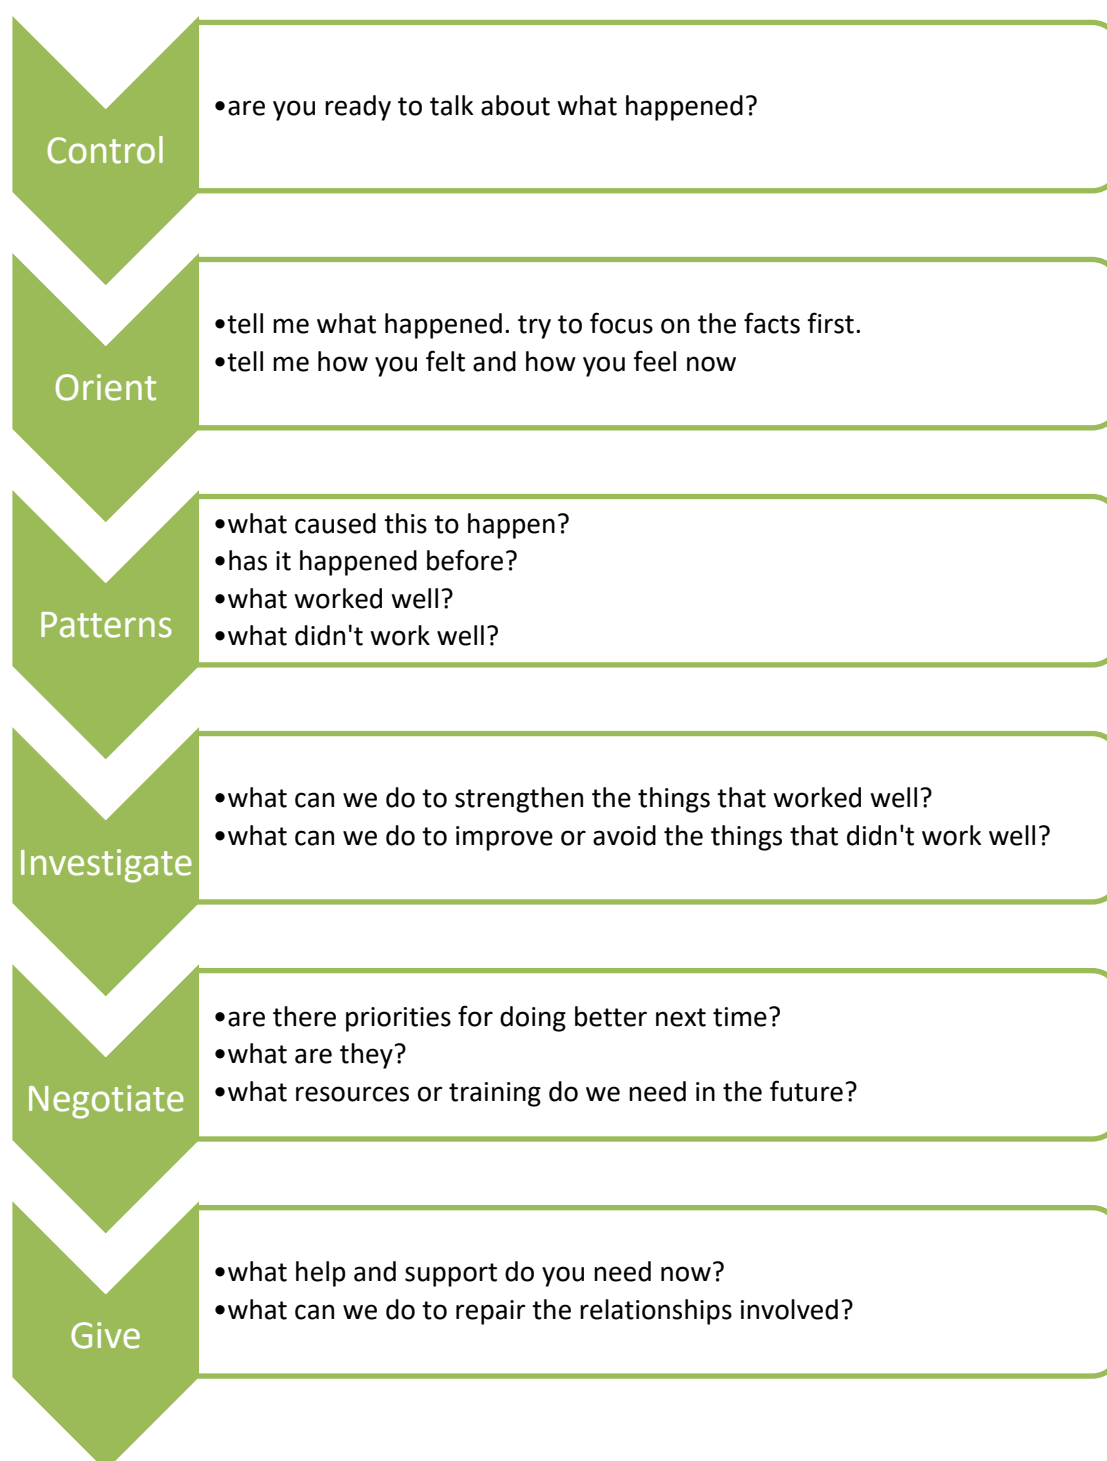 Control
•are you ready to talk about what happened?
Orient
•tell me what happened. try to focus on the facts first.
•tell me how you felt and how you feel now
Patterns
•what caused this to happen?
•has it happened before?
•what worked well?
•what didn't work well?
Investigate
•what can we do to strengthen the things that worked well?
•what can we do to improve or avoid the things that didn't work well?
Negotiate
•are there priorities for doing better next time?
•what are they?
•what resources or training do we need in the future?
Give
•what help and support do you need now?
•what can we do to repair the relationships involved?